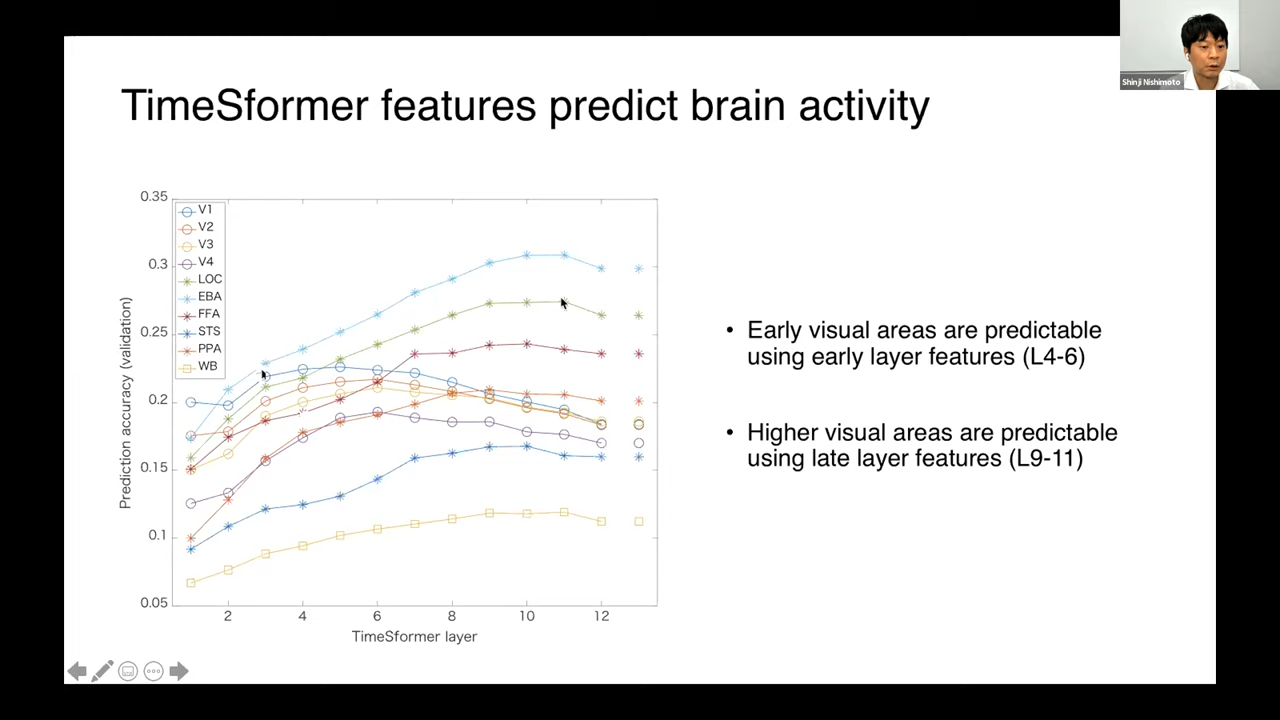 Shinji Nishimoto
TimeSformer features predict brain activity
0.35
0.3
0.25
0.2
0.15
0.1
0.05
Prediction accuracy (validation)
V1
V2
V3
V4
LOC
EBA
FFA
STS
PPA
WB
2
4
6
8
10
12
TimeSformer layer
• Early visual areas are predictable
using early layer features (L4-6)
• Higher visual areas are predictable
using late layer features (L9-11)